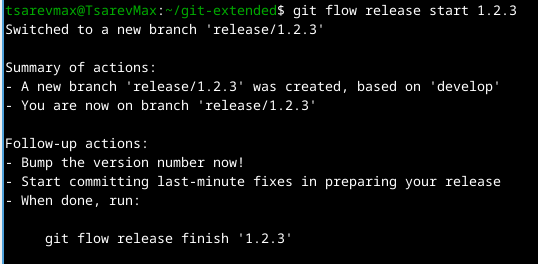 tsarevmax@TsarevMax:~/git-extended$ git flow release start 1.2.3
Switched to a new branch 'release/1.2.3'
Summary of actions:
- A new branch 'release/1.2.3' was created, based on 'develop'
- You are now on branch 'release/1.2.3'
Follow-up actions:
- Bump the version number now!
- Start committing last-minute fixes in preparing your release
- When done, run:
git flow release finish '1.2.3'